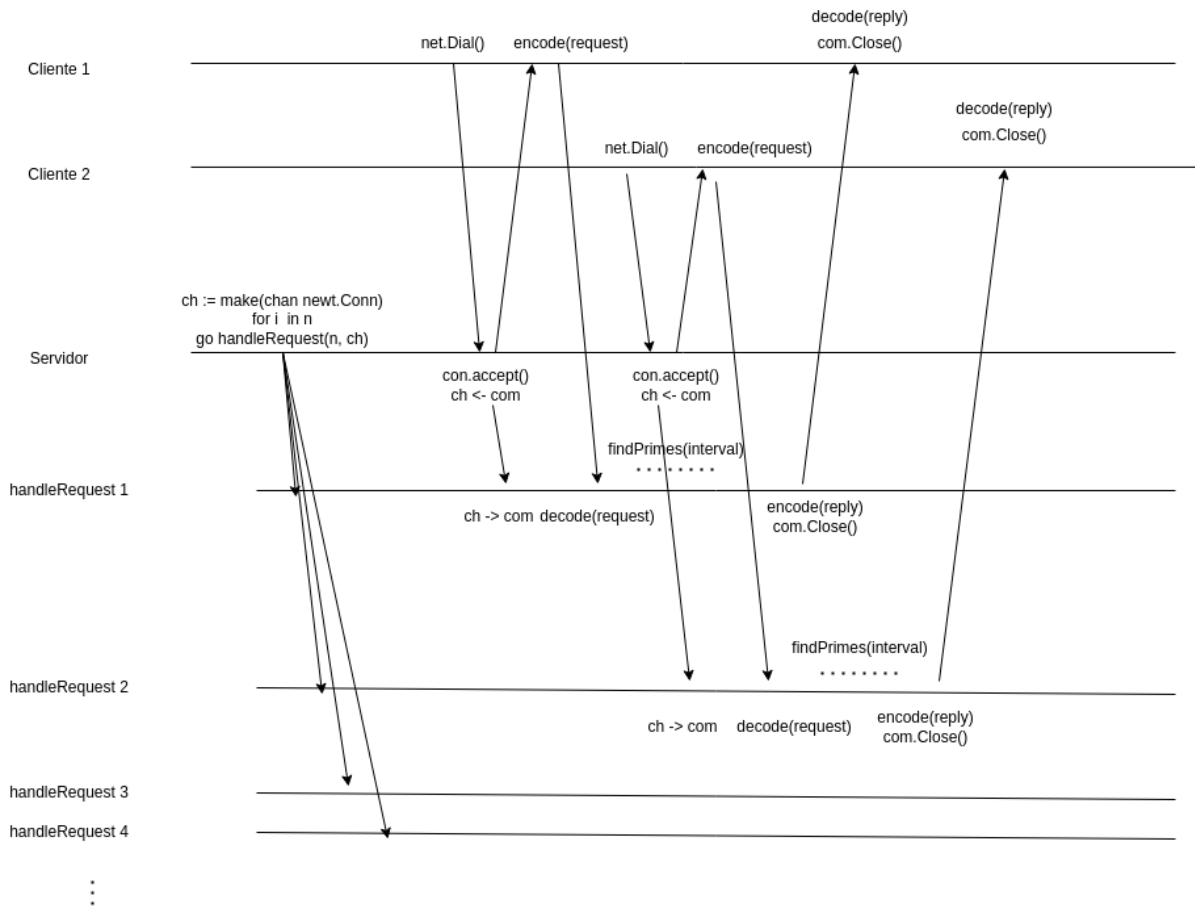 decode(reply)
com.Close()
net.Dial()
encode(request)
Cliente 1
decode(reply)
com.Close()
net.Dial()
encode(request)
Cliente 2
ch := make(chan newt.Conn)
for i in n
go handleRequest(n, ch)
Servidor
con.accept()
ch <- com
con.accept()
ch <- com
findPrimes(interval)
handleRequest 1
ch -> com
decode(request)
encode(reply)
com.Close()
findPrimes(interval)
handleRequest 2
ch -> com
decode(request)
encode(reply)
com.Close()
handleRequest 3
handleRequest 4